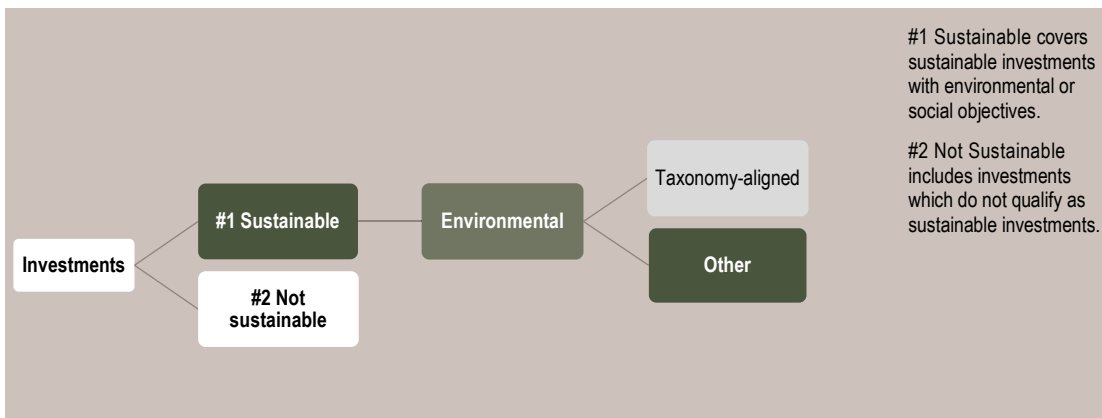 #1 Sustainable covers
sustainable investments
with environmental or
social objectives.
#2 Not Sustainable
includes investments
which do not qualify as
sustainable investments.
Taxonomy-aligned
#1 Sustainable
Environmental
Investments
Other
#2 Not
sustainable